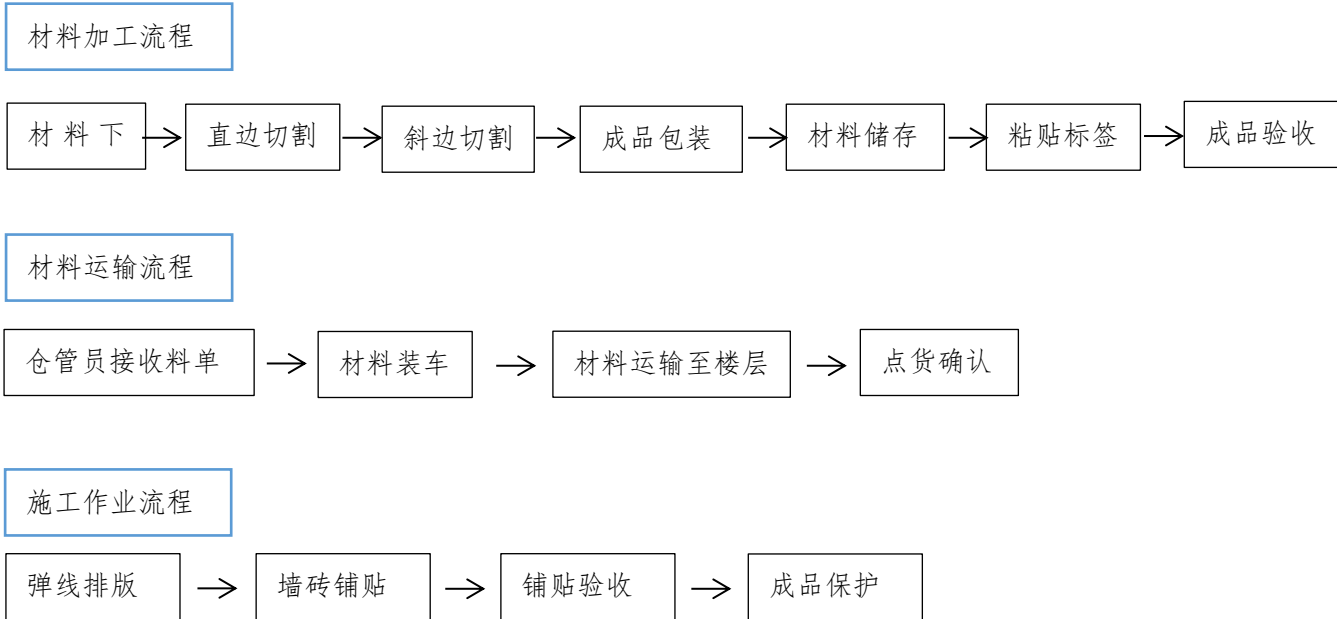 材料加工流程
材 料 下 直边切割 斜边切割 成品包装 材料储存 粘贴标签 成品验收
材料运输流程
仓管员接收料单 材料装车 材料运输至楼层 点货确认
施工作业流程
弹线排版 墙砖铺贴 铺贴验收 成品保护